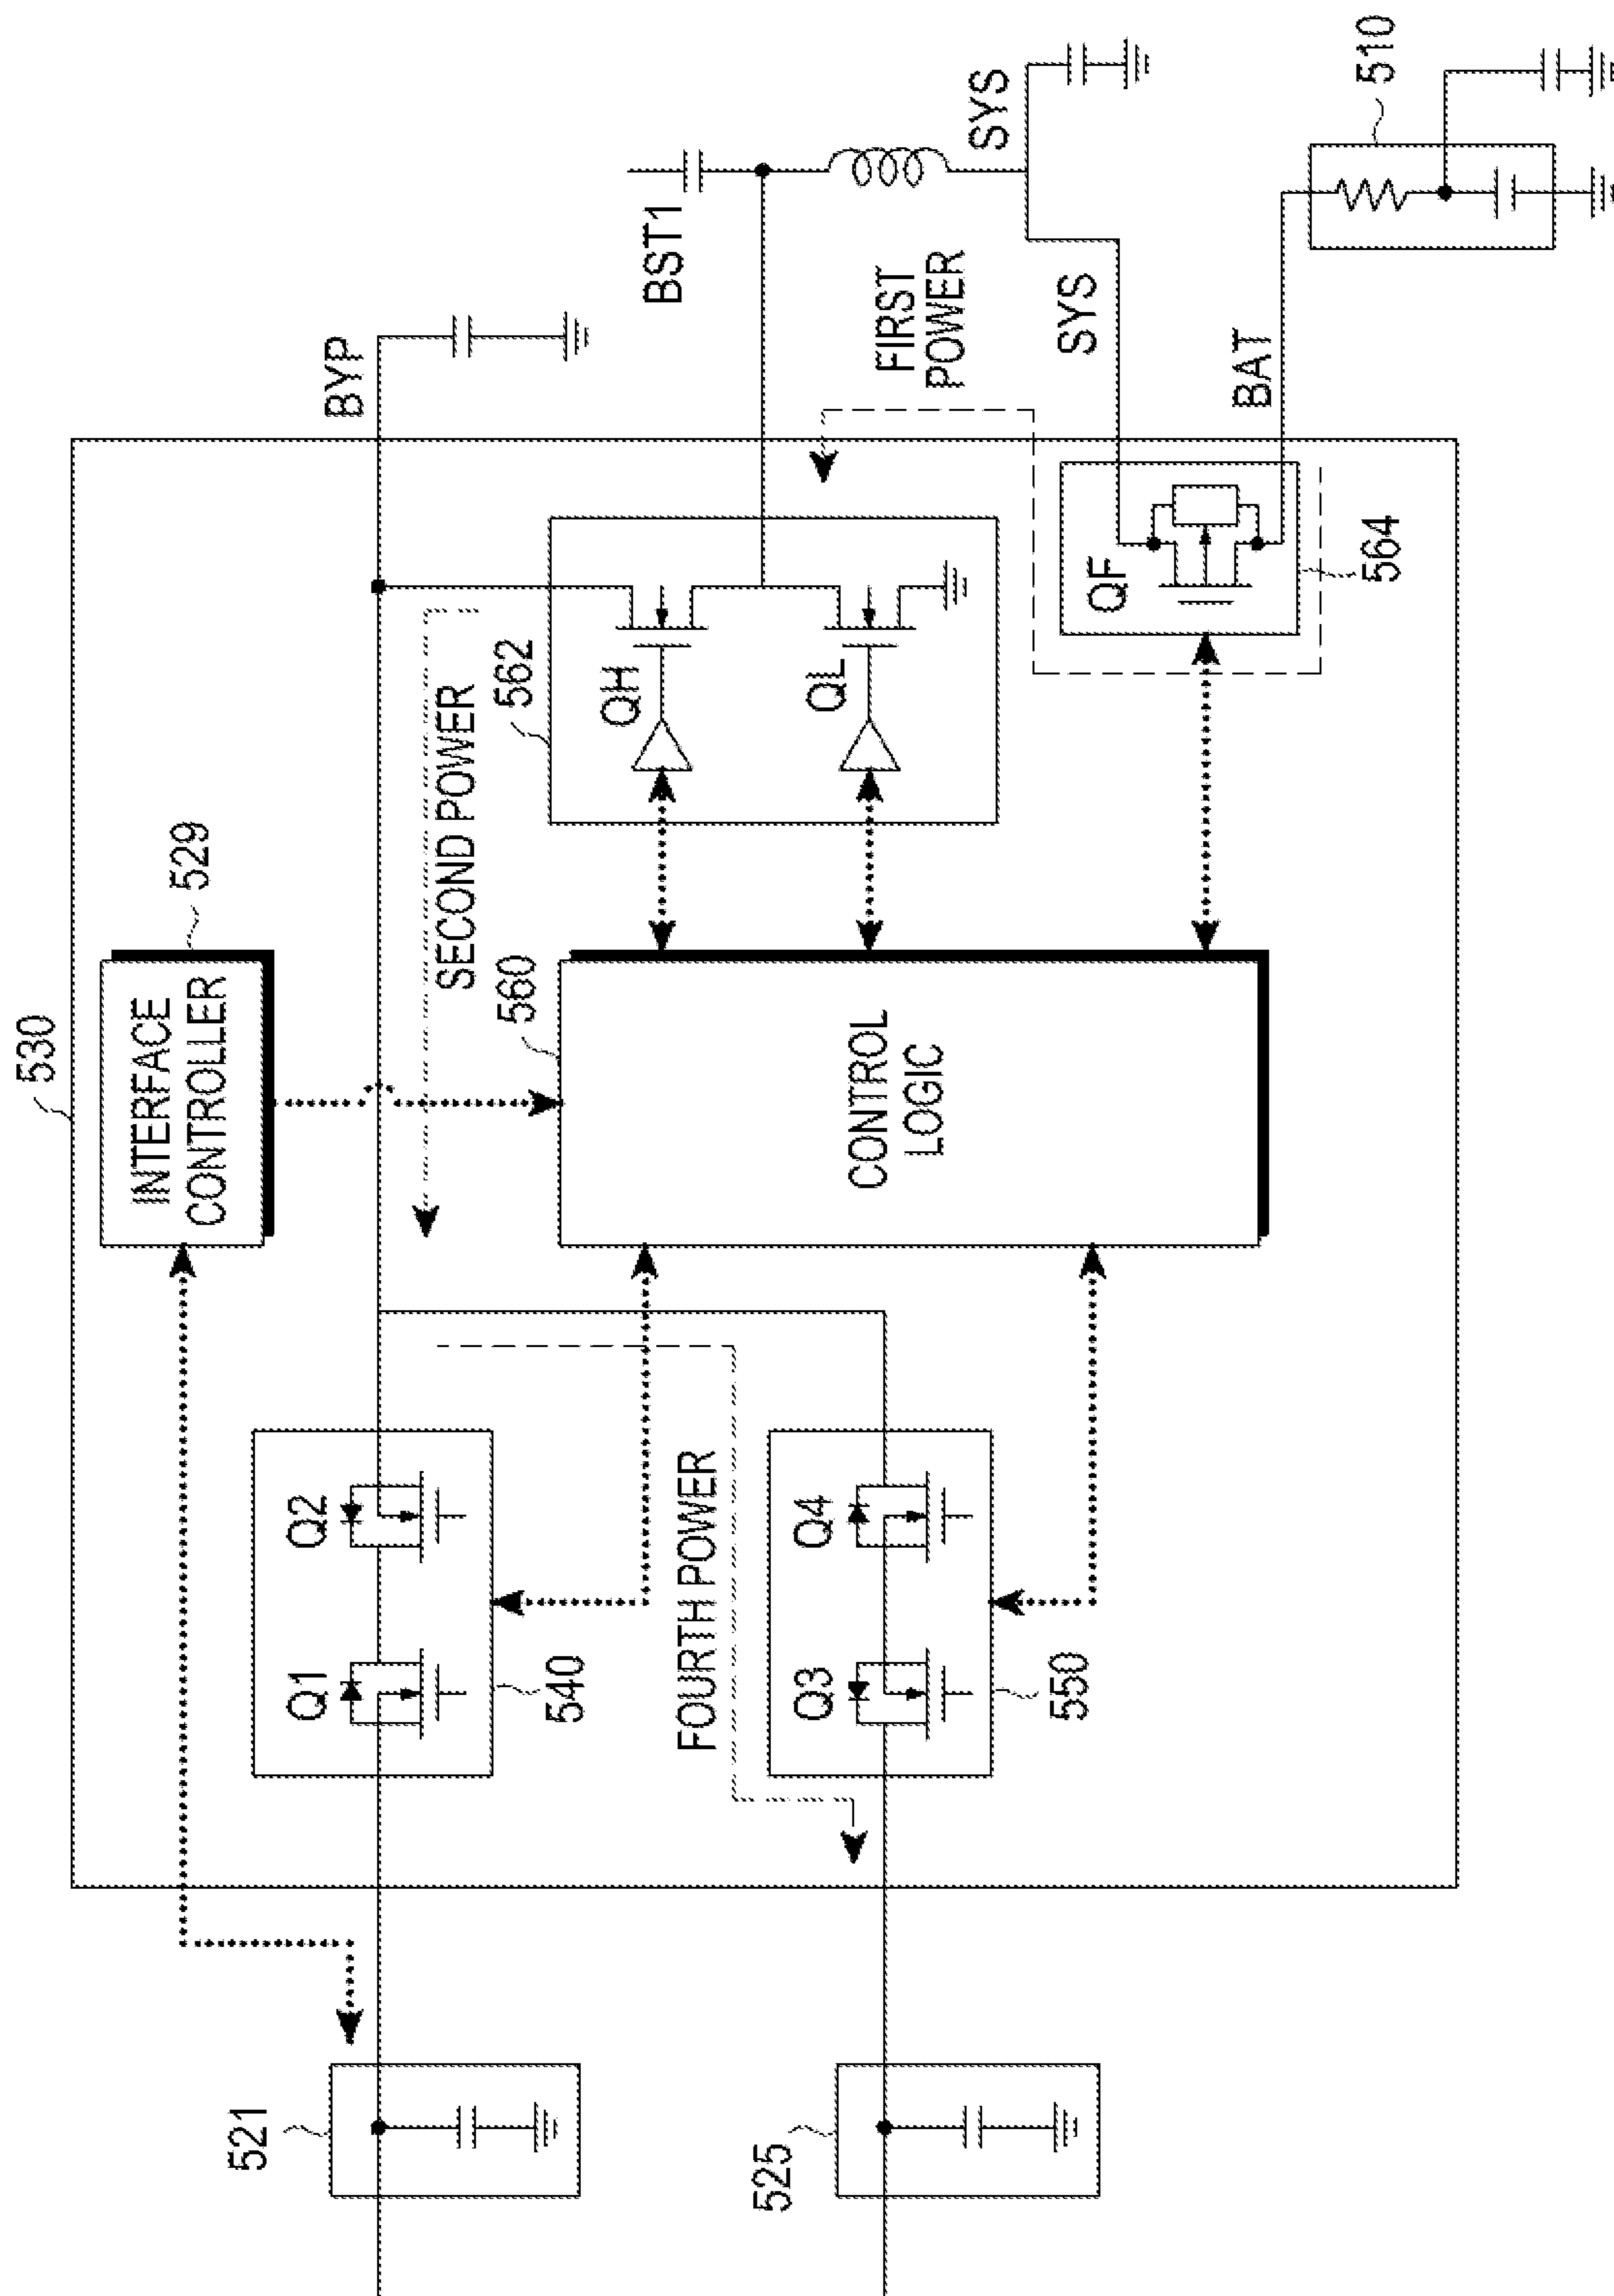 530
INTERFACE
CONTROLLER
529
BYP
521
Q1
Q2
540
SECOND POWER
562
QH
QL
BST1
560
CONTROL
LOGIC
FIRST
POWER
SYS
SYS
FOURTH POWER
525
Q3
Q4
550
QF
564
BAT
510